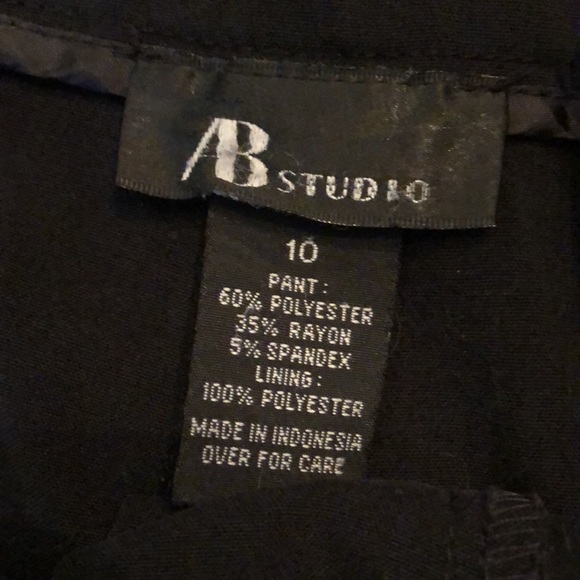 AB STUDIO
10
PANT:
60% POLYESTER
35% RAYON
5% SPANDEX
LINING:
100% POLYESTER
MADE IN INDONESIA
OVER FOR CARE